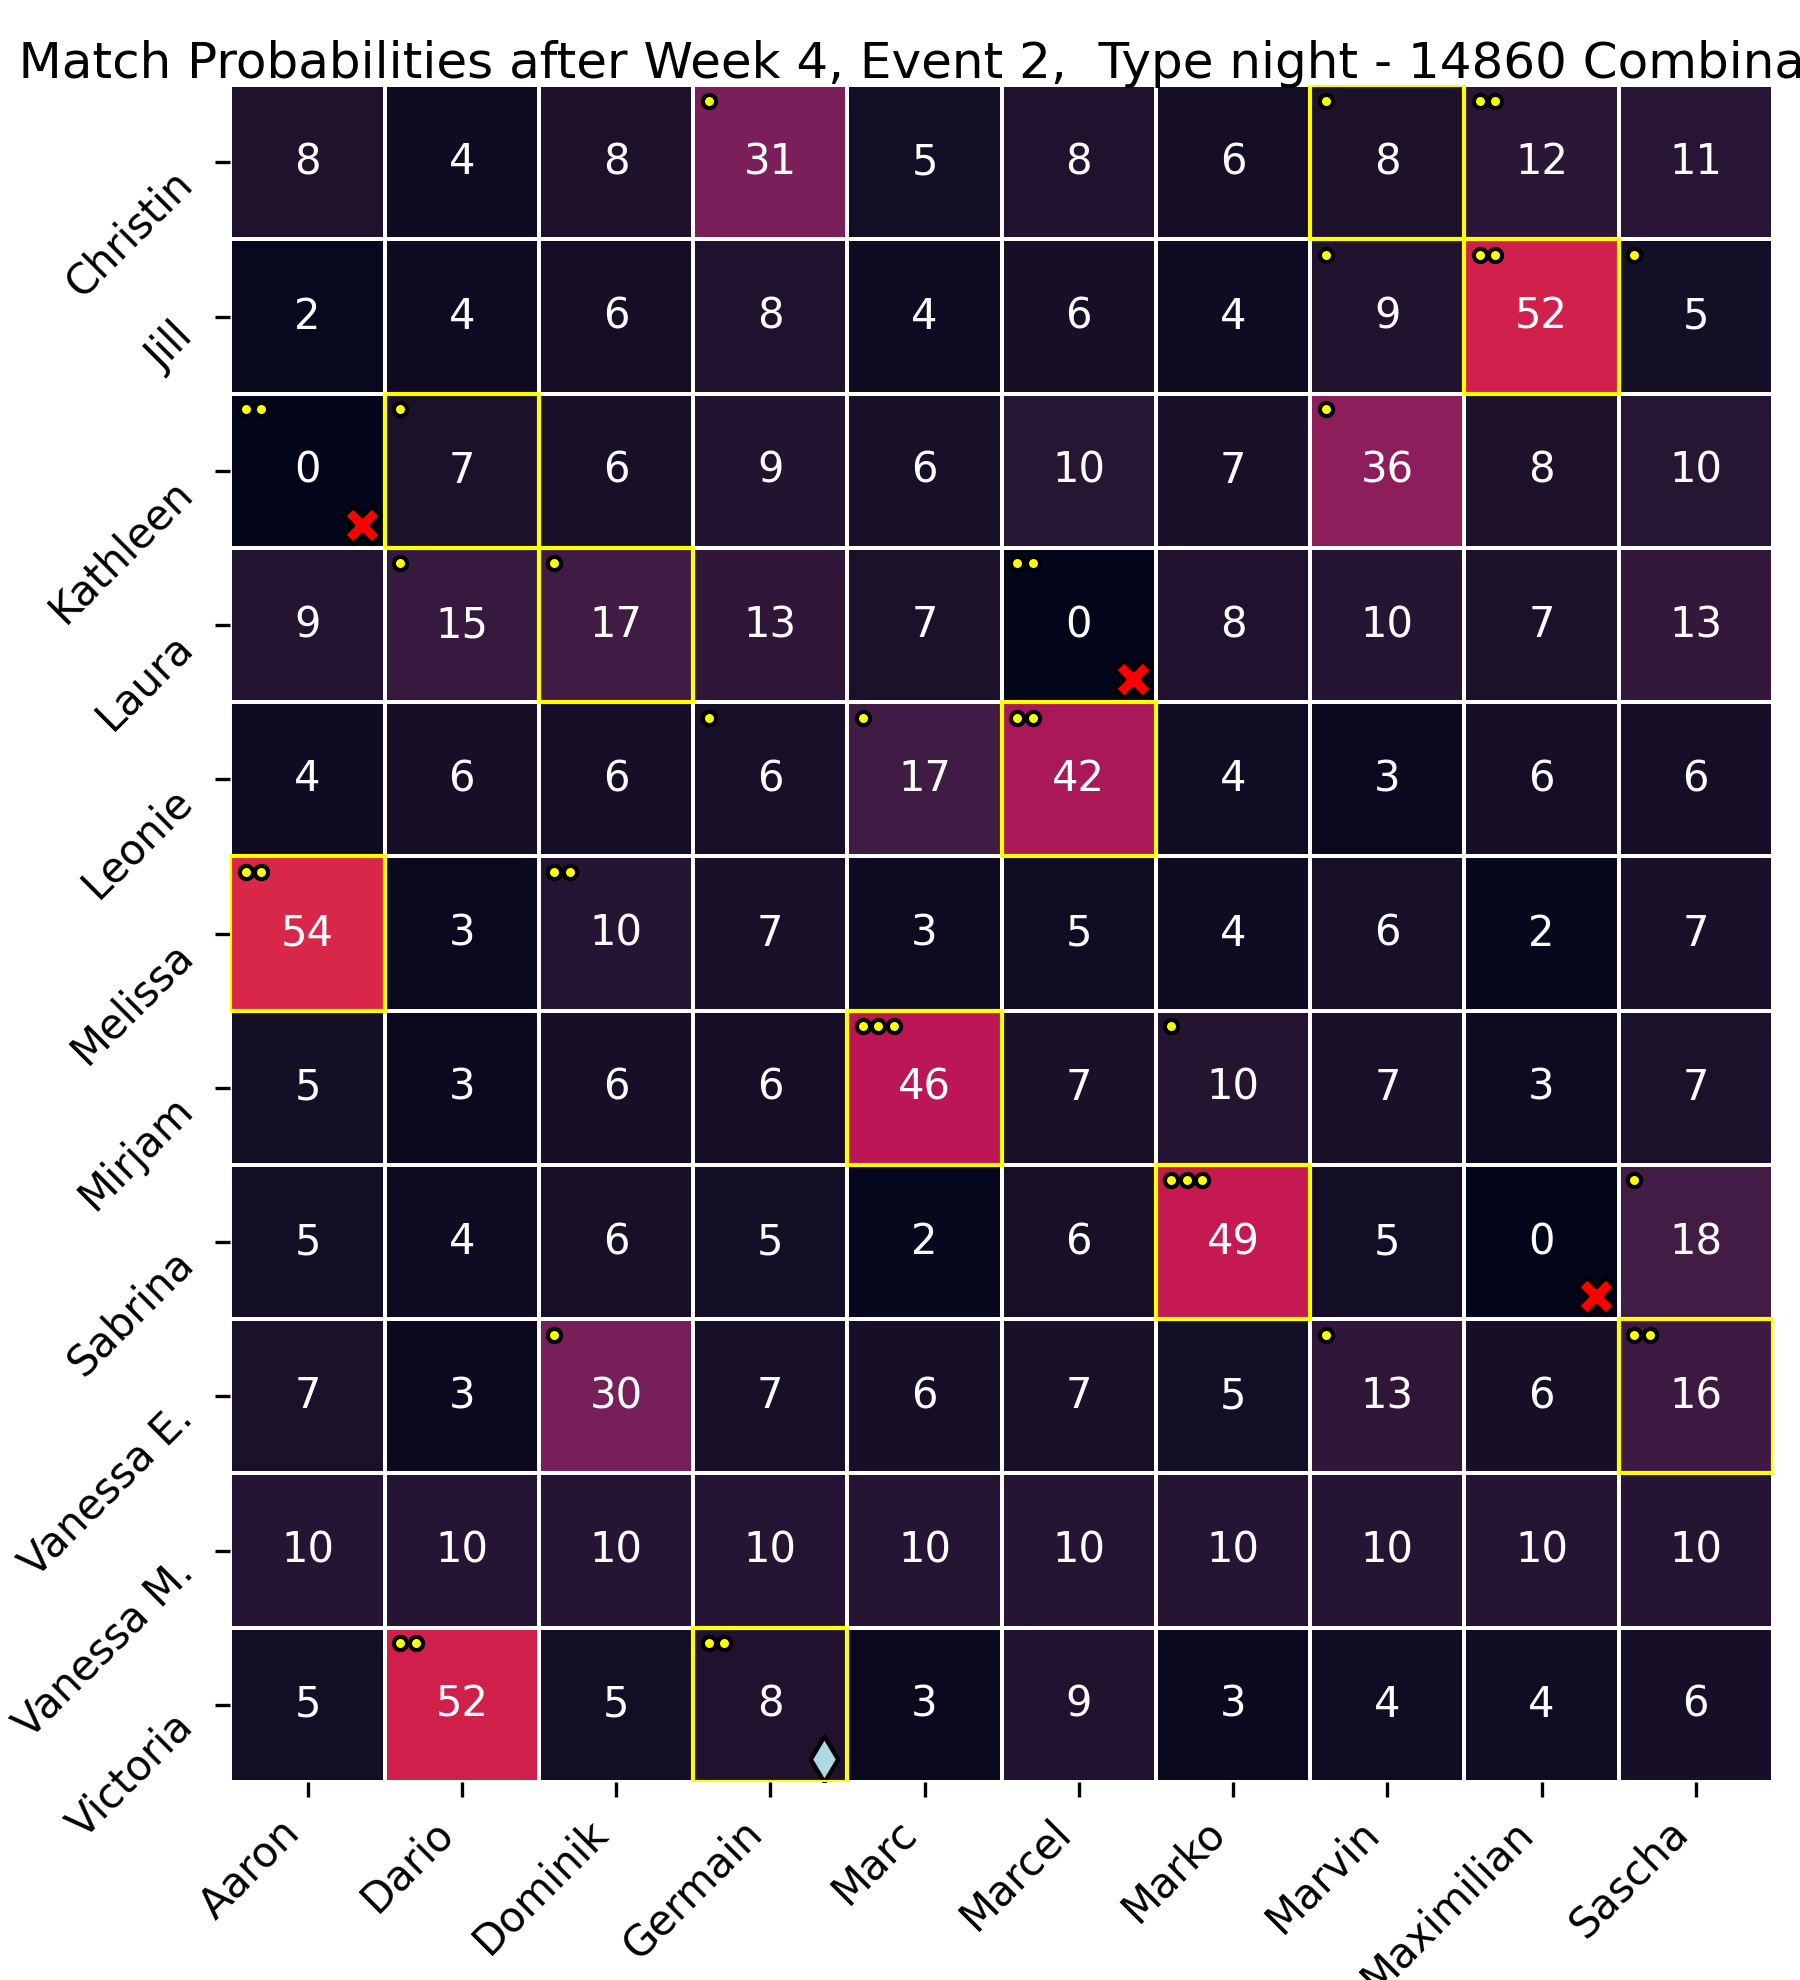 Match Probabilities after Week 4, Event 2, Type night - 14860 Combina
Christin 8 4 8 31 5 8 6 8 12 11
Jill 2 4 6 8 4 6 4 9 52 5
Kathleen 0 7 6 9 6 10 7 36 8 10
Laura 9 15 17 13 7 0 8 10 7 13
Leonie 4 6 6 6 17 42 4 3 6 6
Melissa 54 3 10 7 3 5 4 6 2 7
Mirjam 5 3 6 6 46 7 10 7 3 7
Sabrina 5 4 6 5 2 6 49 5 0 18
Vanessa E. 7 3 30 7 6 7 5 13 6 16
Vanessa M. 10 10 10 10 10 10 10 10 10 10
Victoria 5 52 5 8 3 9 3 4 4 6
Aaron Dario Dominik Germain Marc Marcel Marko Marvin Maximilian Sascha